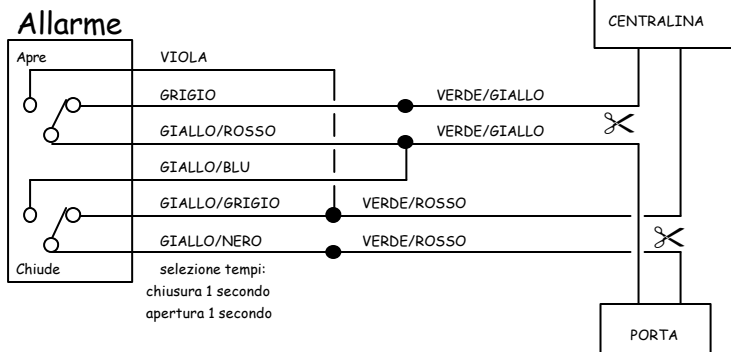 Allarme
CENTRALINA
Apre
VIOLA
GRIGIO
VERDE/GIALLO
GIALLO/ROSSO
VERDE/GIALLO
GIALLO/BLU
GIALLO/GRIGIO
VERDE/ROSSO
GIALLO/NERO
VERDE/ROSSO
Chiude
selezione tempi:
chiusura 1 secondo
apertura 1 secondo
PORTA